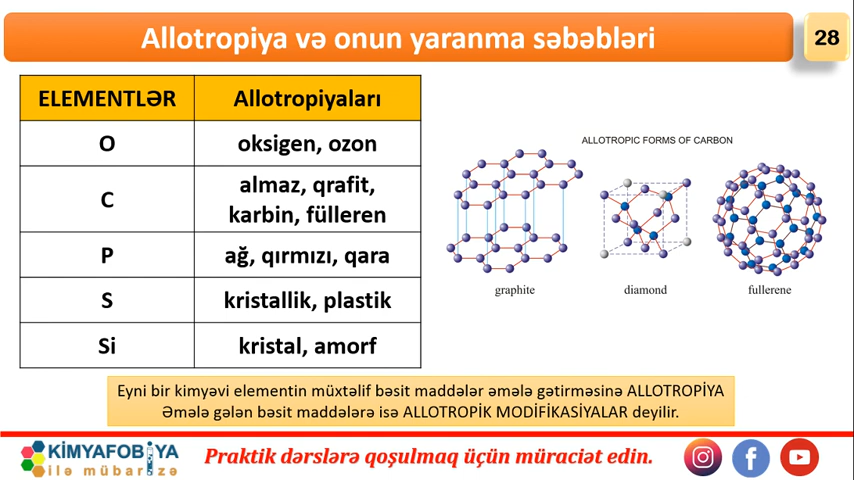 Allotropiya və onun yaranma səbəbləri
28
ELEMENTLƏR Allotropiyaları
O oksigen, ozon
C almaz, qrafit,
karbin, fülleren
P ağ, qırmızı, qara
S kristallik, plastik
Si kristal, amorf
ALLOTROPIC FORMS OF CARBON
graphite diamond fullerene
Eyni bir kimyəvi elementin müxtəlif bəsit maddələr əmələ gətirməsinə ALLOTROPİYA
Əmələ gələn bəsit maddələrə isə ALLOTROPİK MODİFİKASİYALAR deyilir.
KİMYAFOBİYA
ilə mübarizə
Praktik dərslərə qoşulmaq üçün müraciət edin.